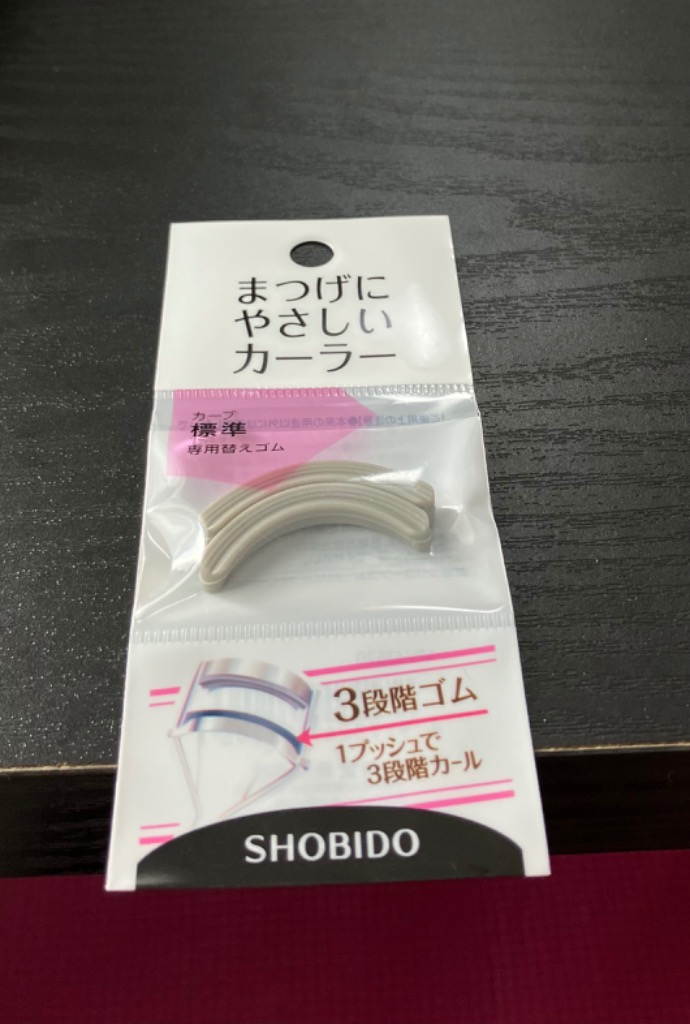 まつげに
やさしい
カーラー
カーブ
標準
専用替えゴム
3段階ゴム
1プッシュで
3段階カール
SHOBIDO